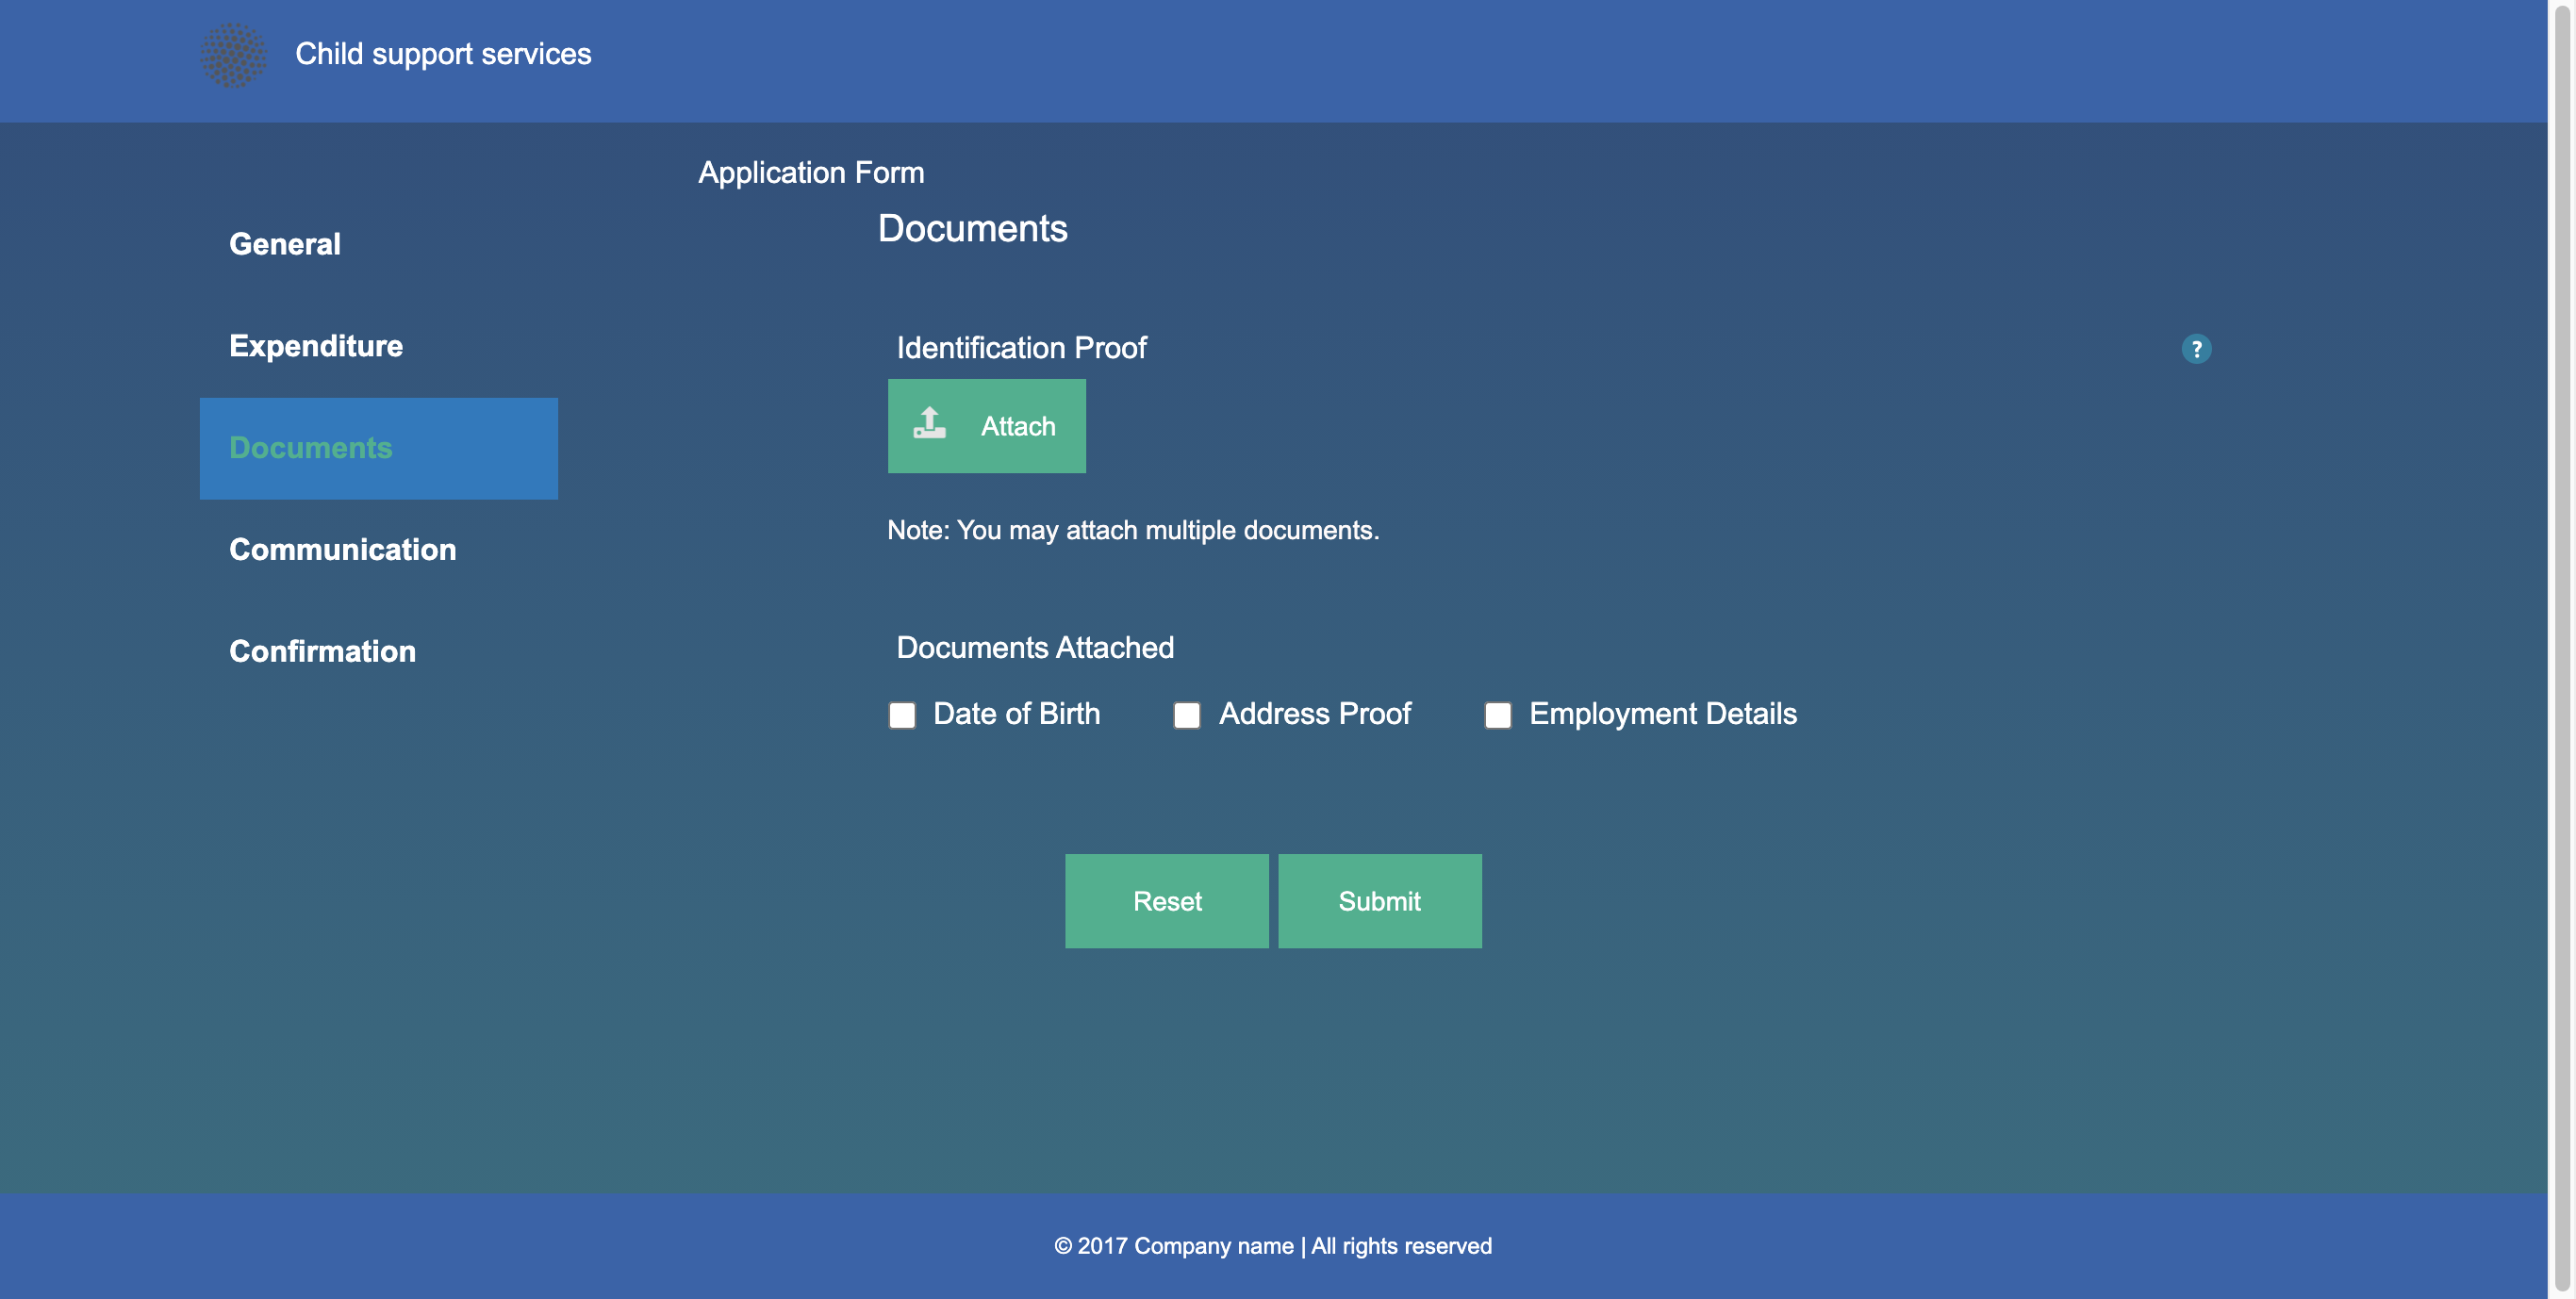 Child support services
Application Form
Documents
General
Expenditure
Documents
Communication
Confirmation
Identification Proof
?
Attach
Note: You may attach multiple documents.
Documents Attached
Date of Birth Address Proof Employment Details
Reset Submit
© 2017 Company name | All rights reserved